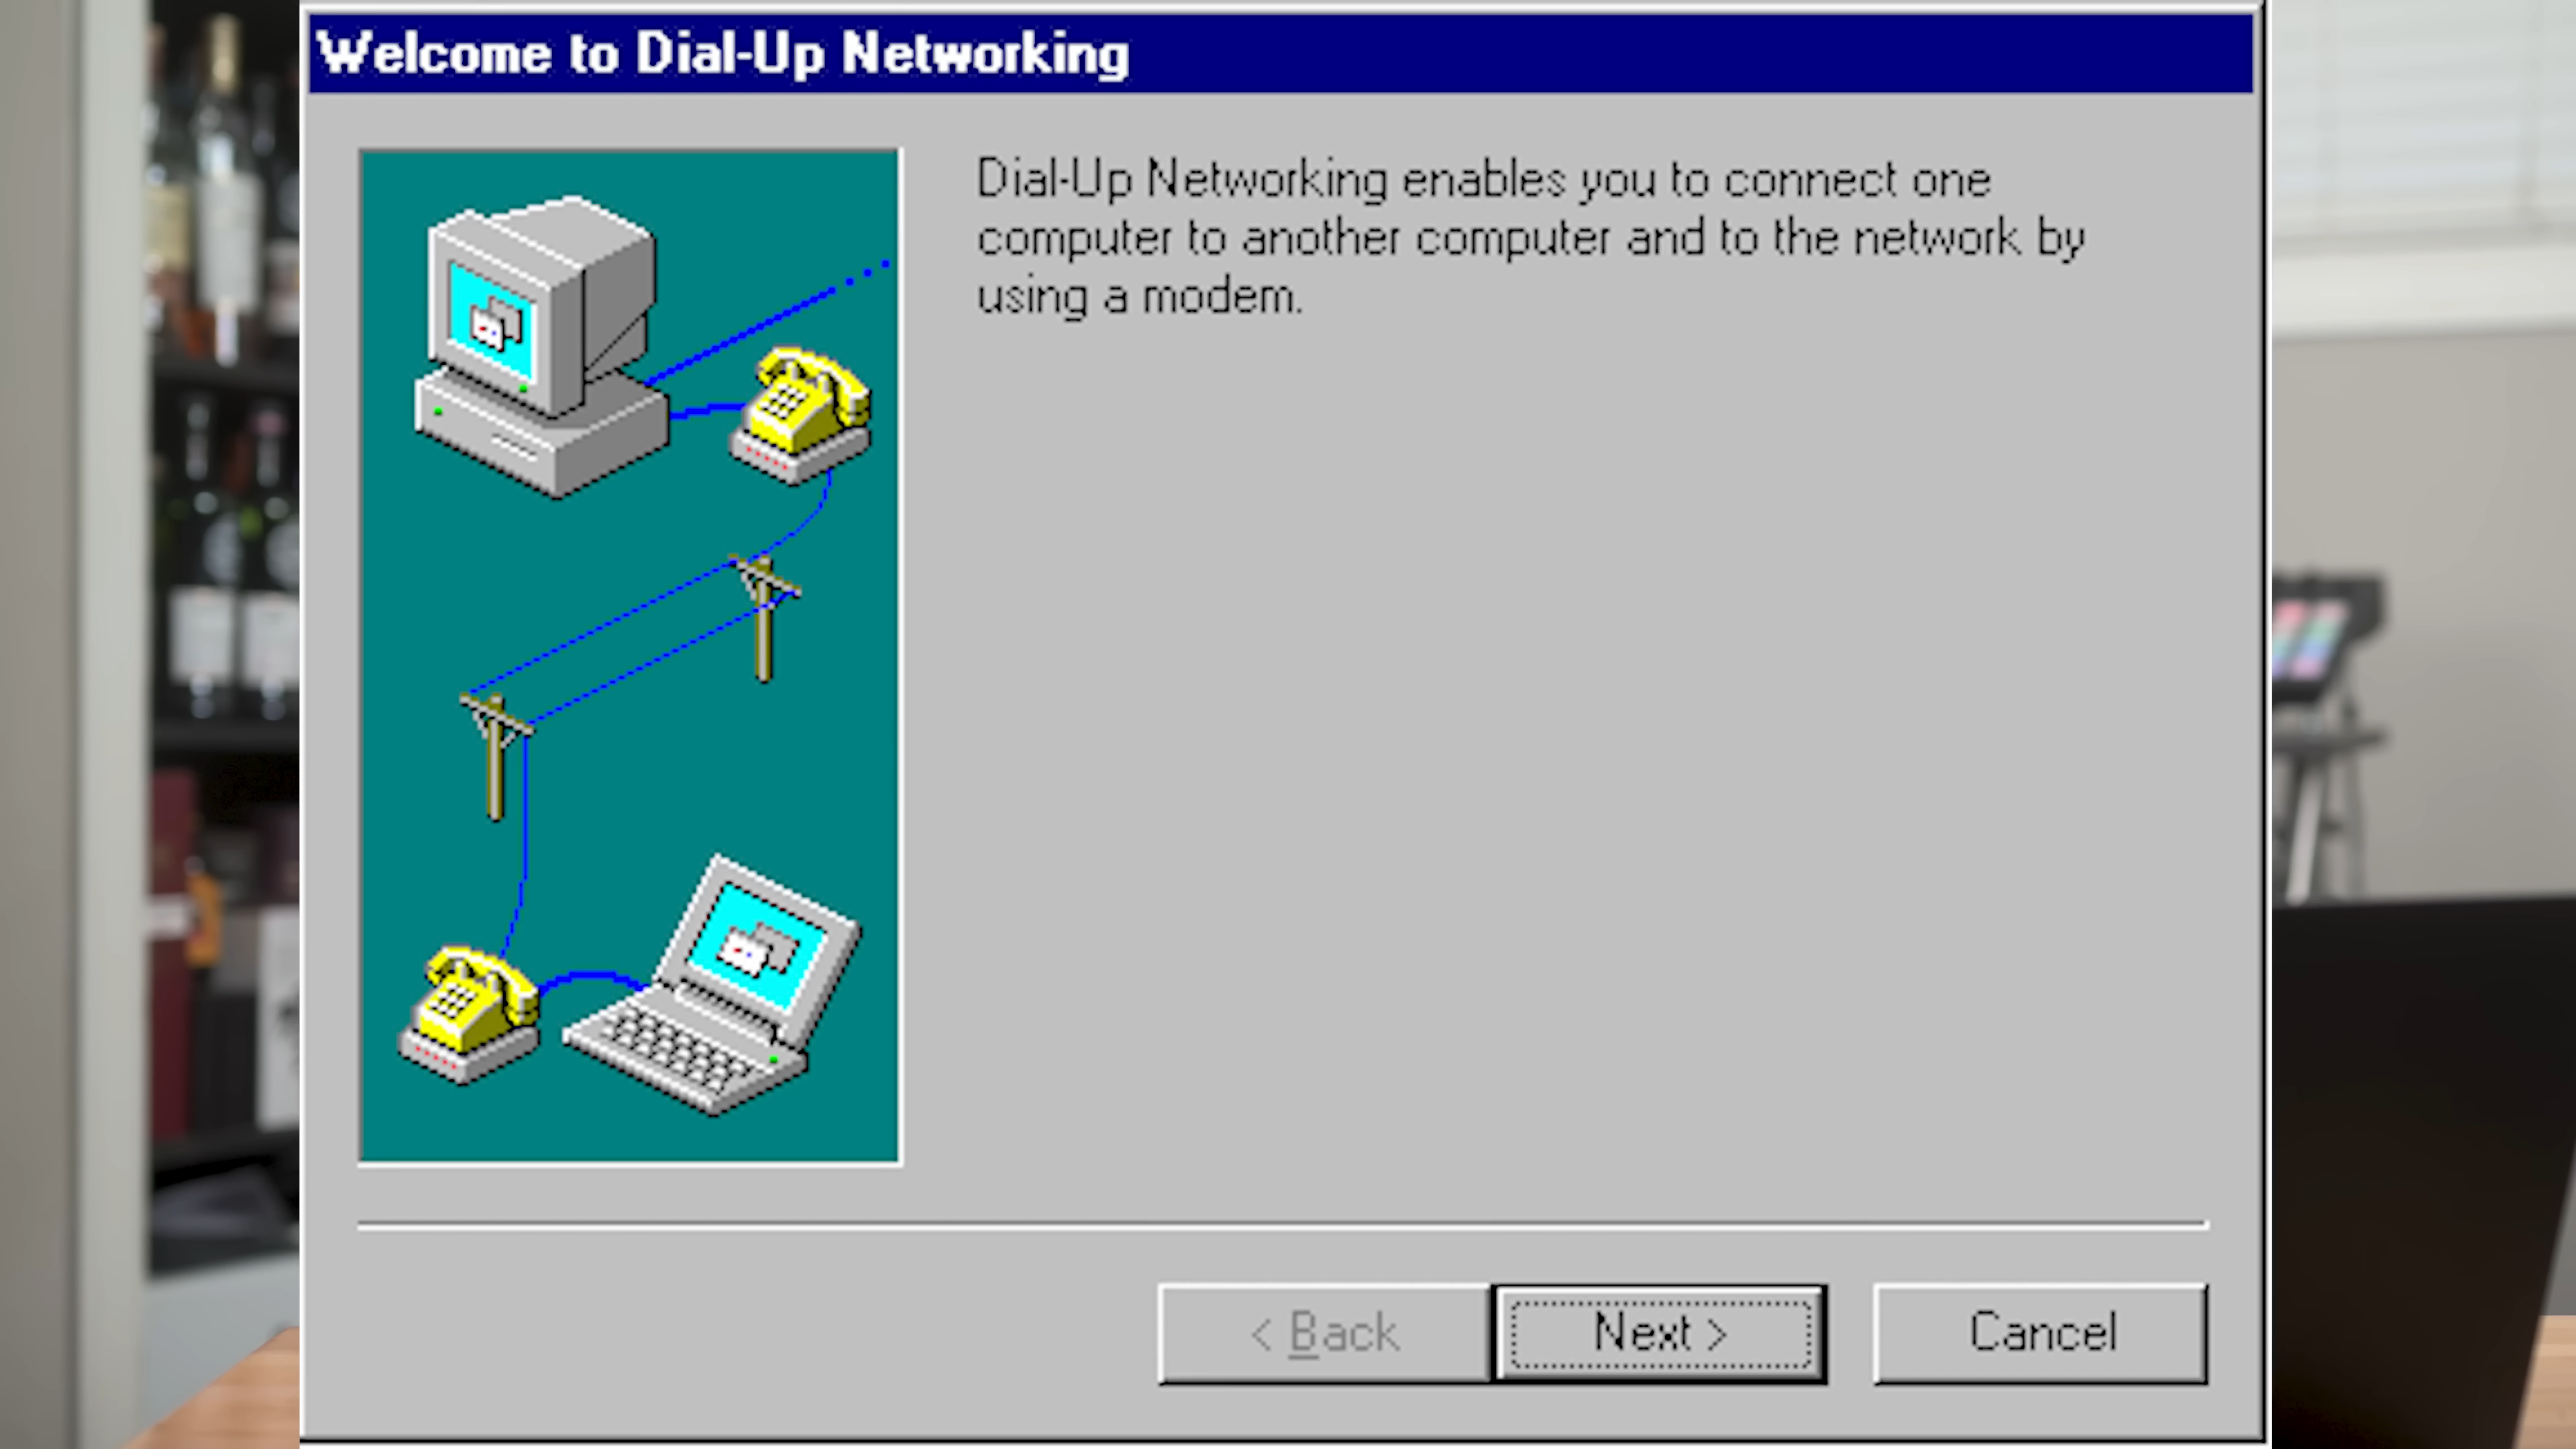 Welcome to Dial-Up Networking
Dial-Up Networking enables you to connect one
computer to another computer and to the network by
using a modem.
< Back
Next >
Cancel